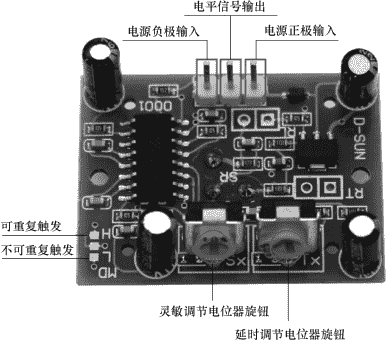 电平信号输出
电源负极输入
电源正极输入
0001
D-SUN
SR
RT
可重复触发
H
不可重复触发
L
MD
灵敏调节电位器旋钮
延时调节电位器旋钮